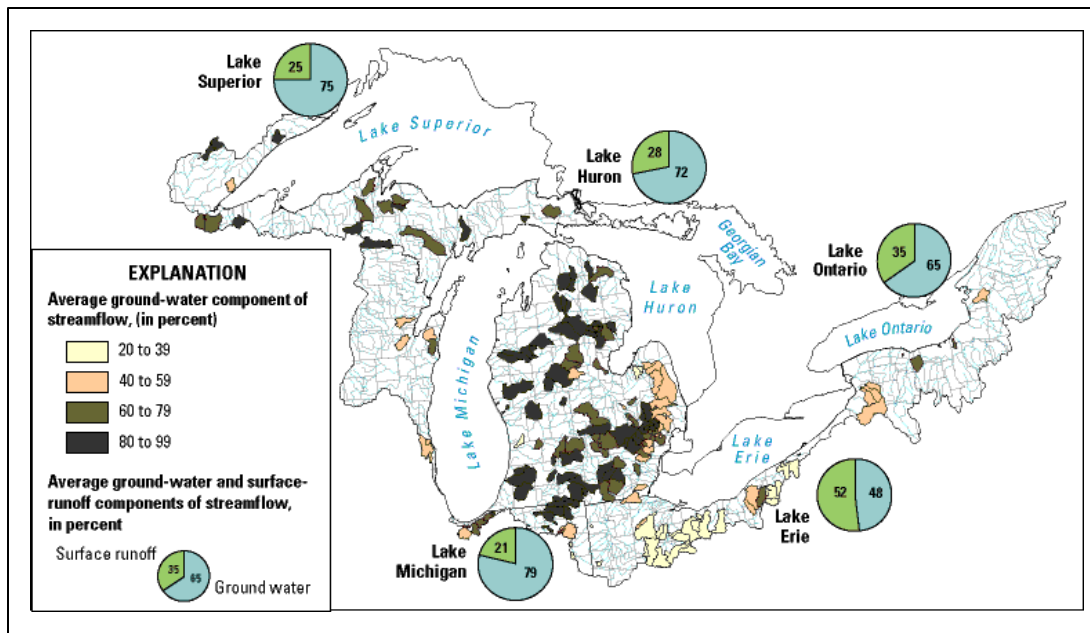 Lake
Superior
25
75
Lake Superior
Lake
Huron
28
72
Georgian
Bay
Lake
Huron
Lake
Ontario
35
65
Lake Ontario
Lake Michigan
Lake
Erie
52
48
Lake
Erie
Lake
Michigan
21
79
EXPLANATION
Average ground-water component of
streamflow, (in percent)
20 to 39
40 to 59
60 to 79
80 to 99
Average ground-water and surface-
runoff components of streamflow,
in percent
Surface runoff
35
65
Ground water